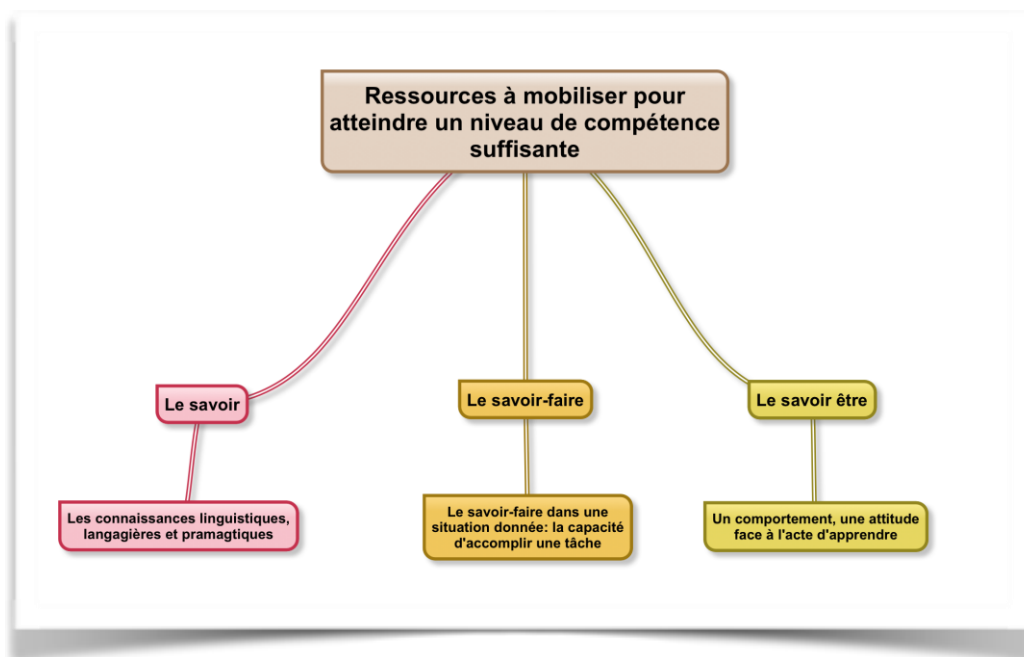 Ressources à mobiliser pour
atteindre un niveau de compétence
suffisante
Le savoir
Le savoir-faire
Le savoir être
Les connaissances linguistiques,
langagières et pramagtiques
Le savoir-faire dans une
situation donnée: la capacité
d'accomplir une tâche
Un comportement, une attitude
face à l'acte d'apprendre